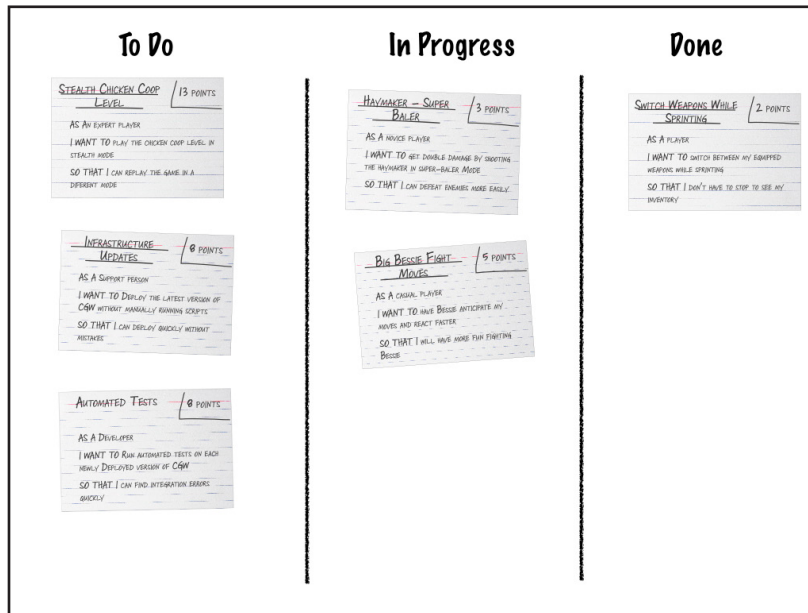 To Do
STEALTH CHICKEN COOP
LEVEL
13 POINTS
AS AN EXPERT PLAYER
I WANT TO PLAY THE CHICKEN COOP LEVEL IN
STEALTH MODE
SO THAT I CAN REPLAY THE GAME IN A
DIFERENT MODE
INFRASTRUCTURE
UPDATES
8 POINTS
AS A SUPPORT PERSON
I WANT TO DEPLOY THE LATEST VERSION OF
CGW WITHOUT MANUALLY RUNNING SCRIPTS
SO THAT I CAN DEPLOY QUICKLY WITHOUT
MISTAKES
AUTOMATED TESTS
8 POINTS
AS A DEVELOPER
I WANT TO RUN AUTOMATED TESTS ON EACH
NEWLY DEPLOYED VERSION OF CGW
SO THAT I CAN FIND INTEGRATION ERRORS
QUICKLY
In Progress
HAYMAKER – SUPER
BALER
3 POINTS
AS A NOVICE PLAYER
I WANT TO GET DOUBLE DAMAGE BY SHOOTING
THE HAYMAKER IN SUPER-BALER MODE
SO THAT I CAN DEFEAT ENEMIES MORE EASILY
BIG BESSIE FIGHT
MOVES
5 POINTS
AS A CASUAL PLAYER
I WANT TO HAVE BESSIE ANTICIPATE MY
MOVES AND REACT FASTER
SO THAT I WILL HAVE MORE FUN FIGHTING
BESSIE
Done
SWITCH WEAPONS WHILE
SPRINTING
2 POINTS
AS A PLAYER
I WANT TO SWITCH BETWEEN MY EQUIPPED
WEAPONS WHILE SPRINTING
SO THAT I DON'T HAVE TO STOP TO SEE MY
INVENTORY